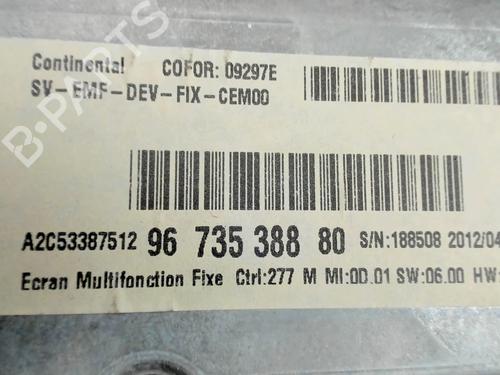 Continental COFOR: 09297E
SV-EMF-DEV-FIX-CEM00
A2C53387512 96 735 388 80 S/N:188508 2012/04
Ecran Multifonction Fixe Ctrl:277 M MI:0D.01 SW:06.00 HW:
B-PARTS